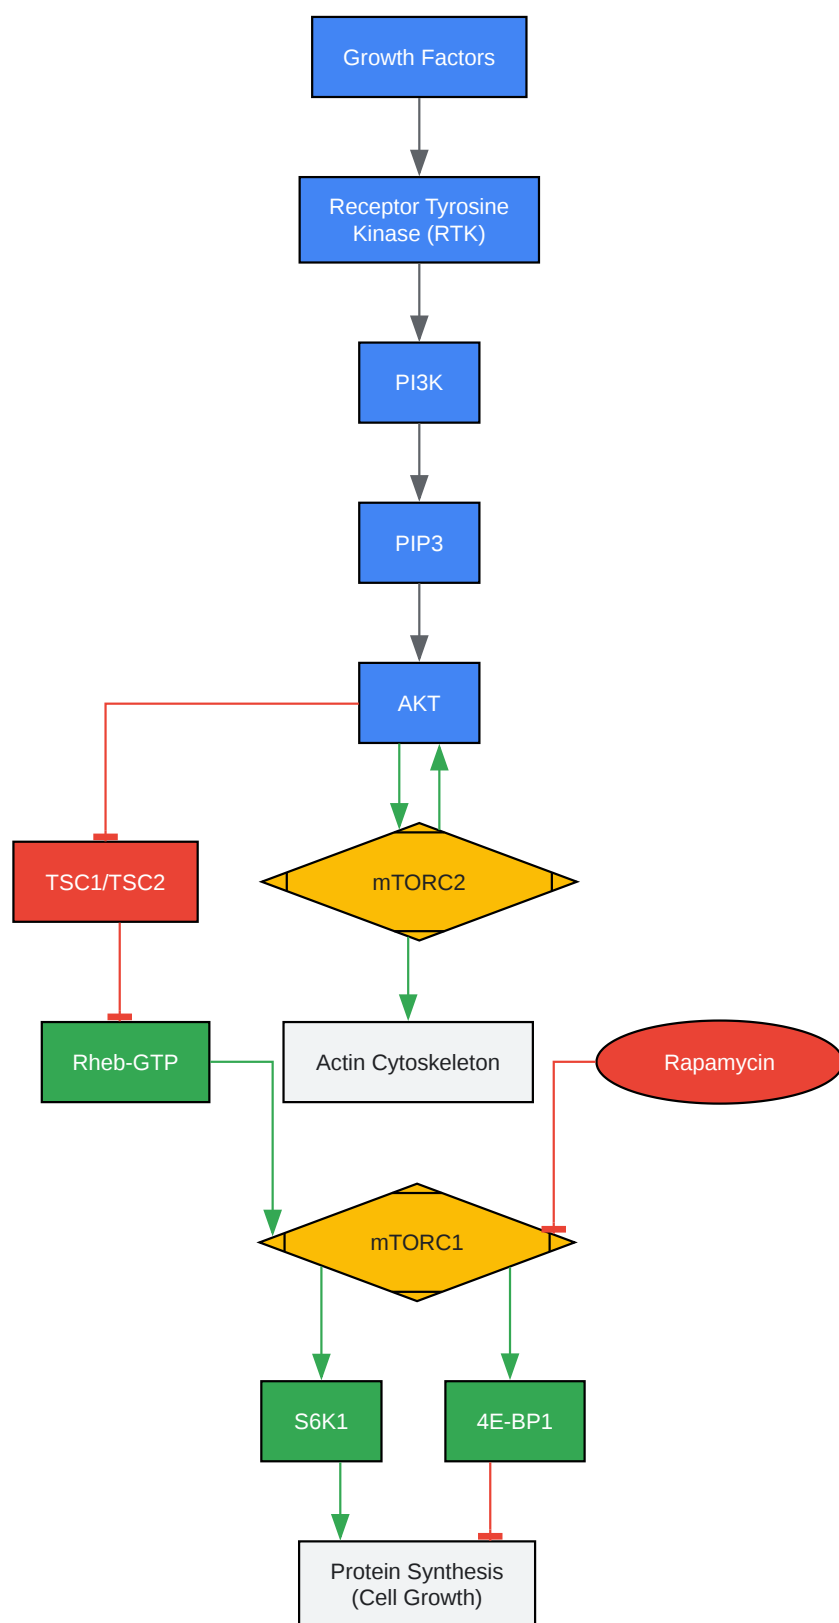 Growth Factors
Receptor Tyrosine
Kinase (RTK)
PI3K
PIP3
AKT
TSC1/TSC2
mTORC2
Rheb-GTP
Actin Cytoskeleton
Rapamycin
mTORC1
S6K1
4E-BP1
Protein Synthesis
(Cell Growth)